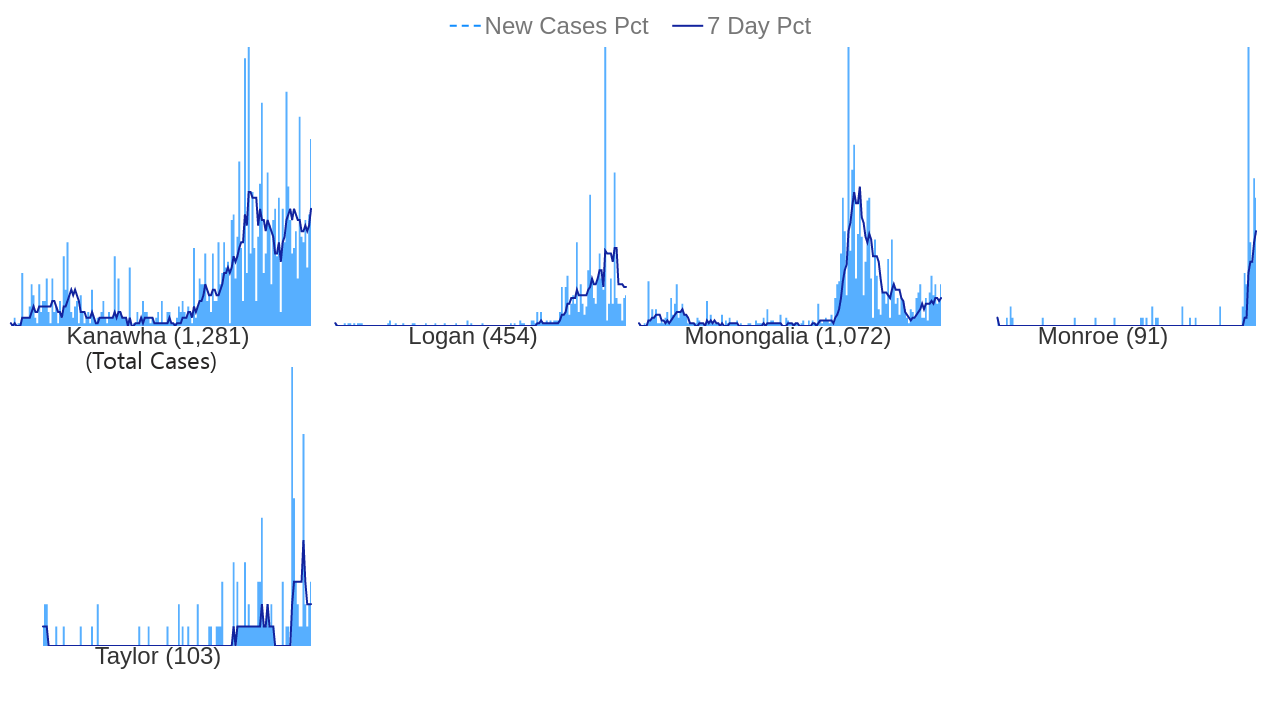 New Cases Pct 7 Day Pct
Kanawha (1,281) Logan (454) Monongalia (1,072) Monroe (91)
(Total Cases)
Taylor (103)